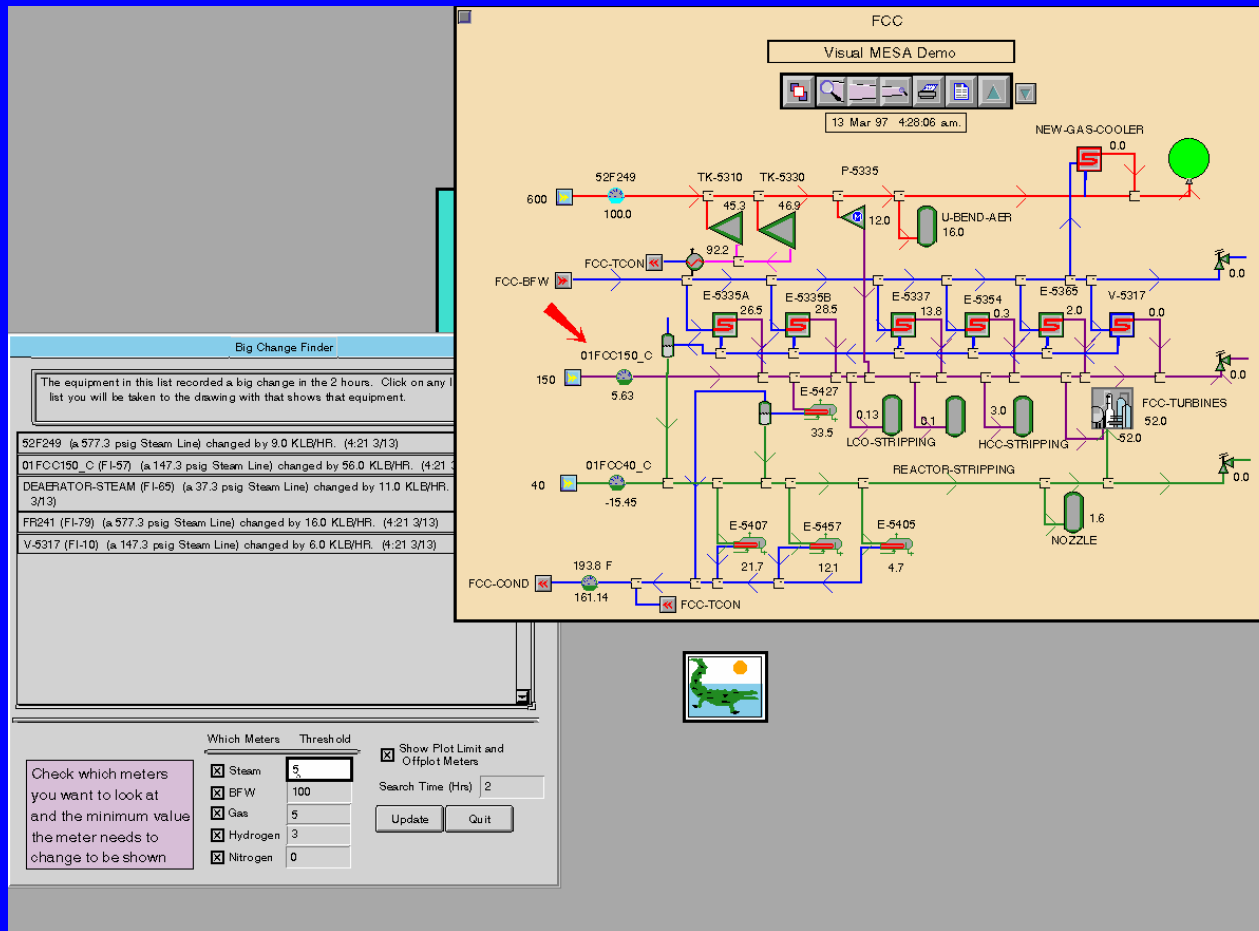 FCC
Visual MESA Demo
13 Mar 97 4:28:06 a.m.
NEW-GAS-COOLER
0.0
52F249
TK-5310
TK-5330
P-5335
600
100.0
45.3
46.9
12.0
U-BEND-AER
16.0
92.2
FCC-TCON
FCC-BFW
0.0
E-5335A
E-5335B
E-5337
E-5354
E-5365
V-5317
26.5
28.5
13.8
0.3
2.0
0.0
01FCC150_C
150
5.63
0.0
E-5427
33.5
0.13
LCO-STRIPPING
0.1
3.0
HCC-STRIPPING
FCC-TURBINES
52.0
52.0
01FCC40_C
REACTOR-STRIPPING
40
-15.45
0.0
E-5407
E-5457
E-5405
21.7
12.1
4.7
1.6
NOZZLE
193.8 F
FCC-COND
161.14
FCC-TCON
Big Change Finder
The equipment in this list recorded a big change in the 2 hours. Click on any
list you will be taken to the drawing with that shows that equipment.
52F249 (a 577.3 psig Steam Line) changed by 9.0 KLB/HR. (4:21 3/13)
01FCC150_C (FI-57) (a 147.3 psig Steam Line) changed by 56.0 KLB/HR. (4:21
DEAERATOR-STEAM (FI-65) (a 37.3 psig Steam Line) changed by 11.0 KLB/HR.
3/13)
FR241 (FI-79) (a 577.3 psig Steam Line) changed by 16.0 KLB/HR. (4:21 3/13)
V-5317 (FI-10) (a 147.3 psig Steam Line) changed by 6.0 KLB/HR. (4:21 3/13)
Check which meters
you want to look at
and the minimum value
the meter needs to
change to be shown
Which Meters Threshold
Steam 5
BFW 100
Gas 5
Hydrogen 3
Nitrogen 0
Show Plot Limit and
Offplot Meters
Search Time (Hrs) 2
Update Quit